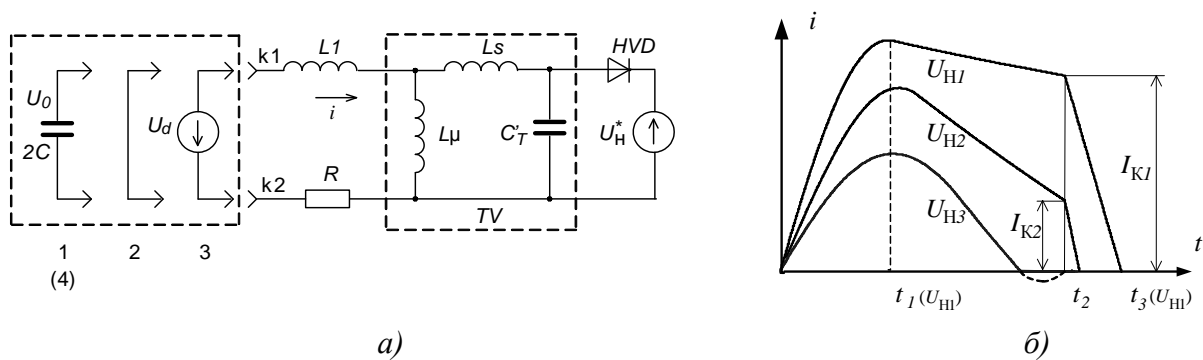 k1
L1
Ls
HVD
U0
2C
Ud
i
Lμ
C'T
U*Н
k2
R
TV
1
2
3
(4)
а)
i
UН1
UН2
UН3
IК1
IК2
t
t1(UН1)
t2
t3(UН1)
б)